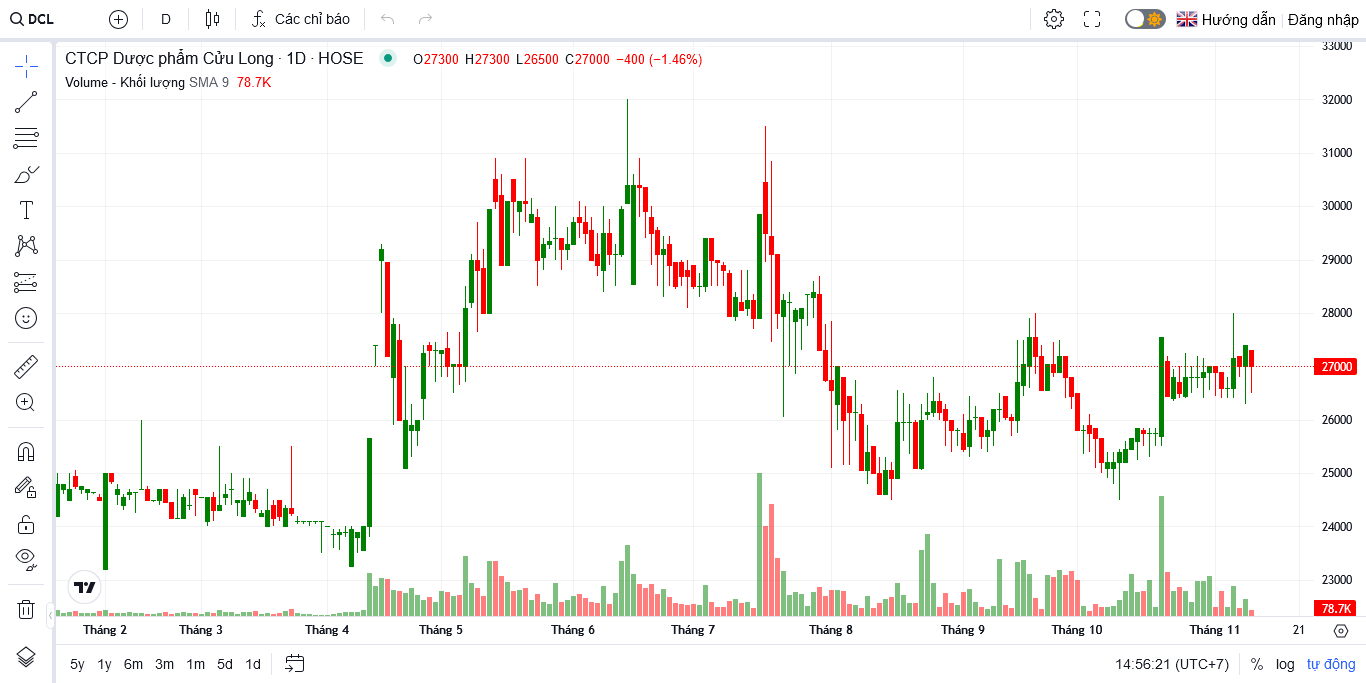 DCL D Các chỉ báo Hướng dẫn Đăng nhập
CTCP Dược phẩm Cửu Long · 1D · HOSE O27300 H27300 L26500 C27000 −400 (−1.46%)
Volume - Khối lượng SMA 9 78.7K
33000
32000
31000
30000
29000
28000
27000
26000
25000
24000
23000
78.7K
Tháng 2 Tháng 3 Tháng 4 Tháng 5 Tháng 6 Tháng 7 Tháng 8 Tháng 9 Tháng 10 Tháng 11 21
5y 1y 6m 3m 1m 5d 1d 14:56:21 (UTC+7) % log tự động